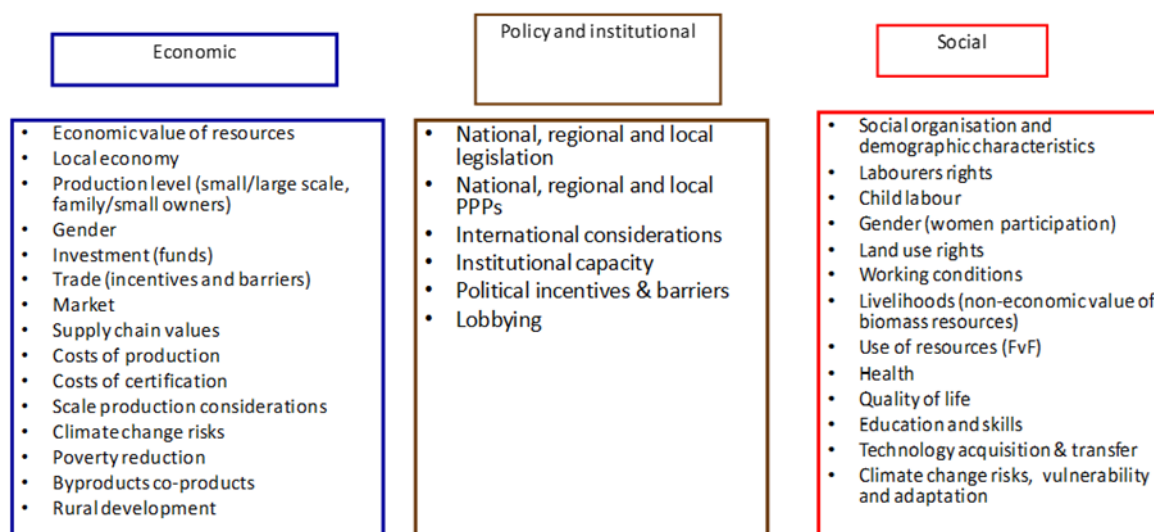 Economic
Policy and institutional
Social
• Economic value of resources
• Local economy
• Production level (small/large scale,
family/small owners)
• Gender
• Investment (funds)
• Trade (incentives and barriers)
• Market
• Supply chain values
• Costs of production
• Costs of certification
• Scale production considerations
• Climate change risks
• Poverty reduction
• Byproducts co-products
• Rural development
• National, regional and local
legislation
• National, regional and local
PPPs
• International considerations
• Institutional capacity
• Political incentives & barriers
• Lobbying
• Social organisation and
demographic characteristics
• Labourers rights
• Child labour
• Gender (women participation)
• Land use rights
• Working conditions
• Livelihoods (non-economic value of
biomass resources)
• Use of resources (FvF)
• Health
• Quality of life
• Education and skills
• Technology acquisition & transfer
• Climate change risks, vulnerability
and adaptation